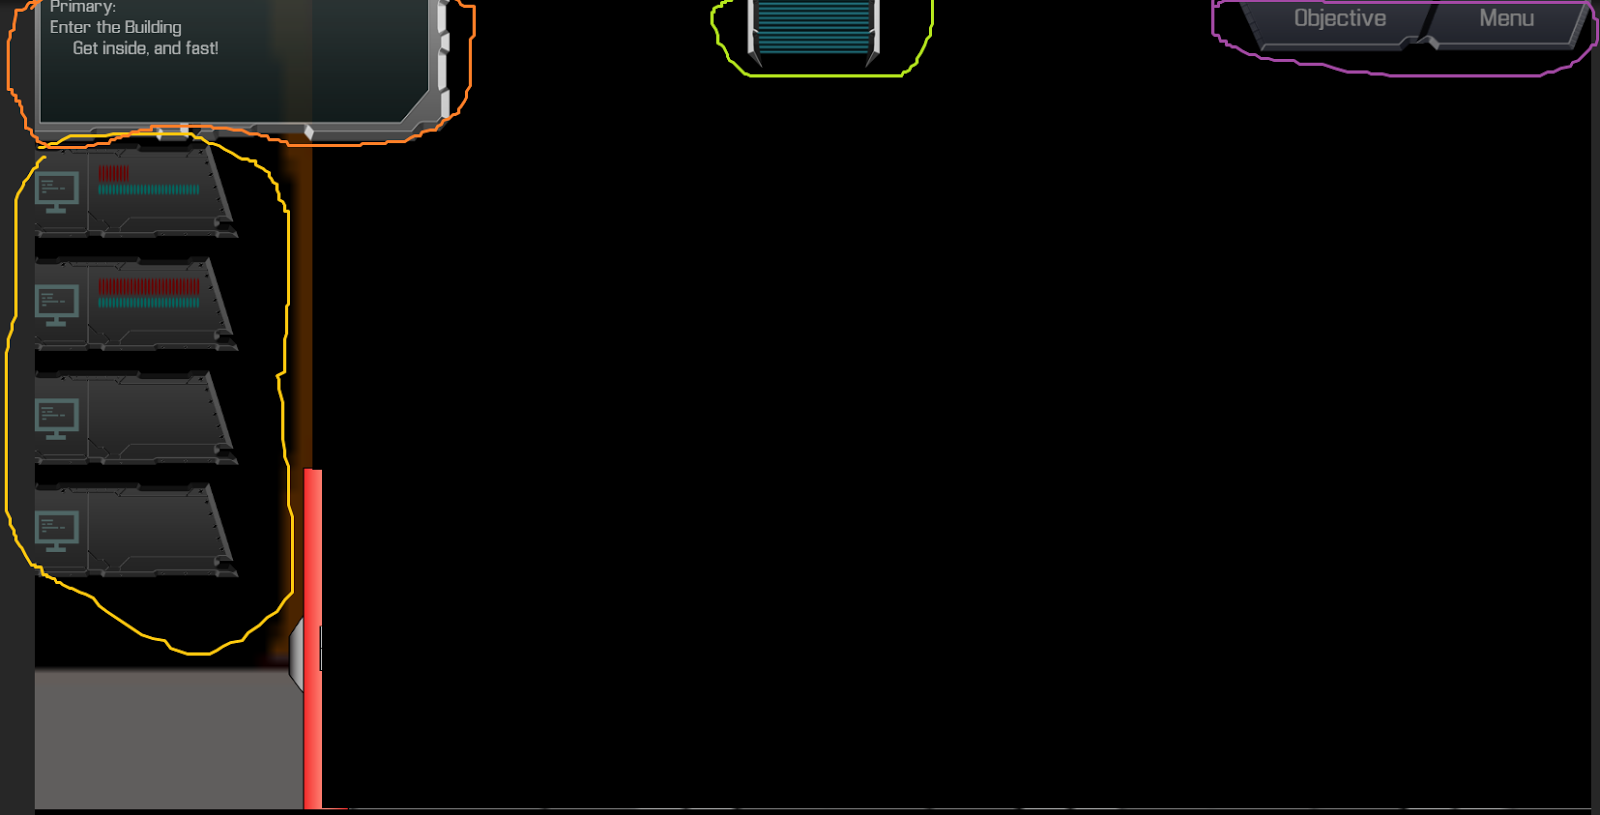 Primary:
Enter the Building
Get inside, and fast!
Objective
Menu